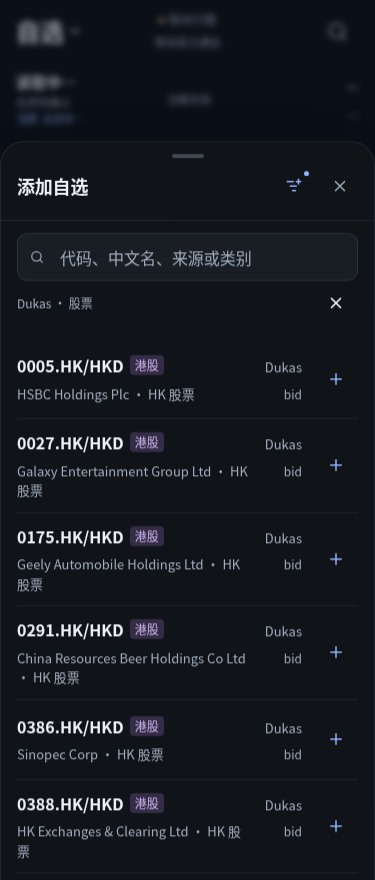 自选
添加自选
代码、中文名、来源或类别
Dukas · 股票
0005.HK/HKD 港股 Dukas
HSBC Holdings Plc · HK 股票 bid
0027.HK/HKD 港股 Dukas
Galaxy Entertainment Group Ltd · HK bid
股票
0175.HK/HKD 港股 Dukas
Geely Automobile Holdings Ltd · HK bid
股票
0291.HK/HKD 港股 Dukas
China Resources Beer Holdings Co Ltd bid
· HK 股票
0386.HK/HKD 港股 Dukas
Sinopec Corp · HK 股票 bid
0388.HK/HKD 港股 Dukas
HK Exchanges & Clearing Ltd · HK 股 bid
票